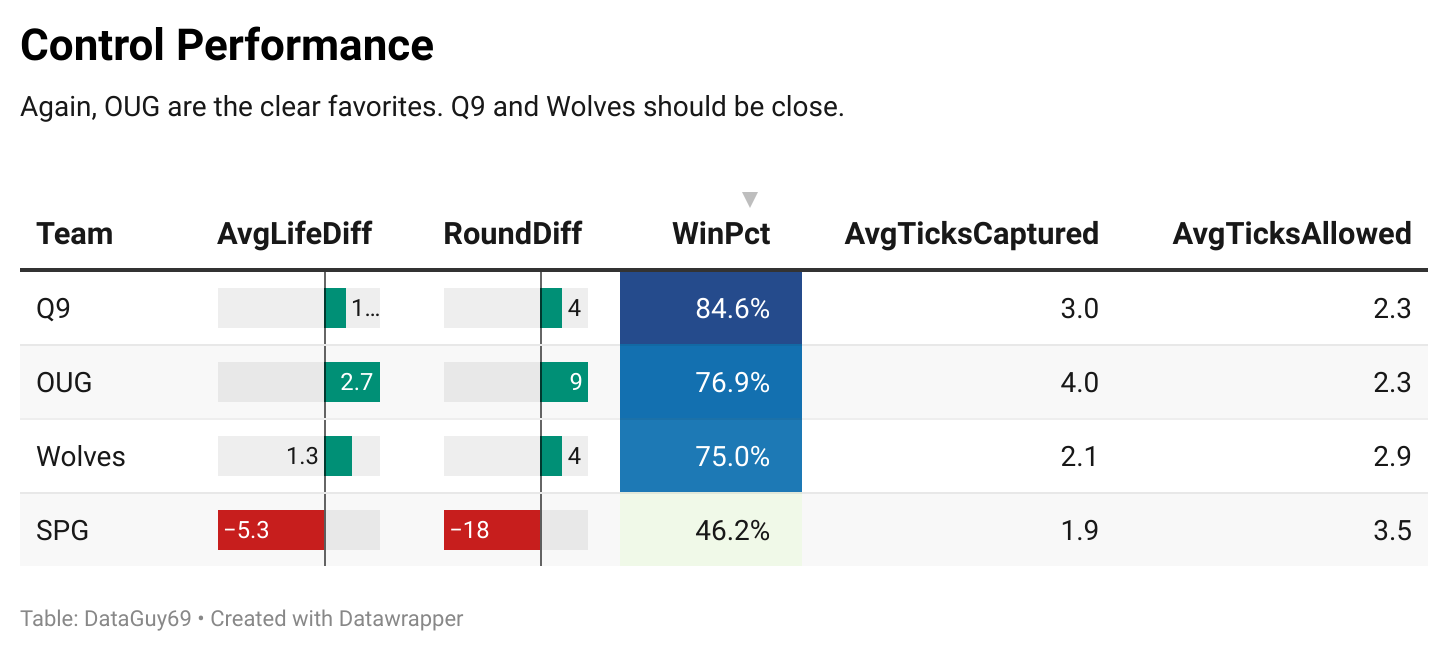 Control Performance
Again, OUG are the clear favorites. Q9 and Wolves should be close.
Team AvgLifeDiff RoundDiff WinPct AvgTicksCaptured AvgTicksAllowed
Q9 1... 4 84.6% 3.0 2.3
OUG 2.7 9 76.9% 4.0 2.3
Wolves 1.3 4 75.0% 2.1 2.9
SPG −5.3 −18 46.2% 1.9 3.5
Table: DataGuy69 • Created with Datawrapper